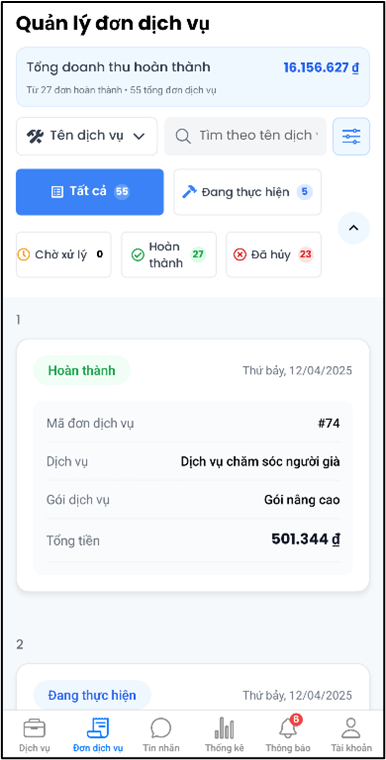 Quản lý đơn dịch vụ
Tổng doanh thu hoàn thành 16.156.627 ₫
Từ 27 đơn hoàn thành • 55 tổng đơn dịch vụ
Tên dịch vụ Tìm theo tên dịch
Tất cả 55 Đang thực hiện 5
Chờ xử lý 0 Hoàn thành 27 Đã hủy 23
1
Hoàn thành Thứ bảy, 12/04/2025
Mã đơn dịch vụ #74
Dịch vụ Dịch vụ chăm sóc người già
Gói dịch vụ Gói nâng cao
Tổng tiền 501.344 ₫
2
Đang thực hiện Thứ bảy, 12/04/2025
8
Dịch vụ Đơn dịch vụ Tin nhắn Thống kê Thông báo Tài khoản